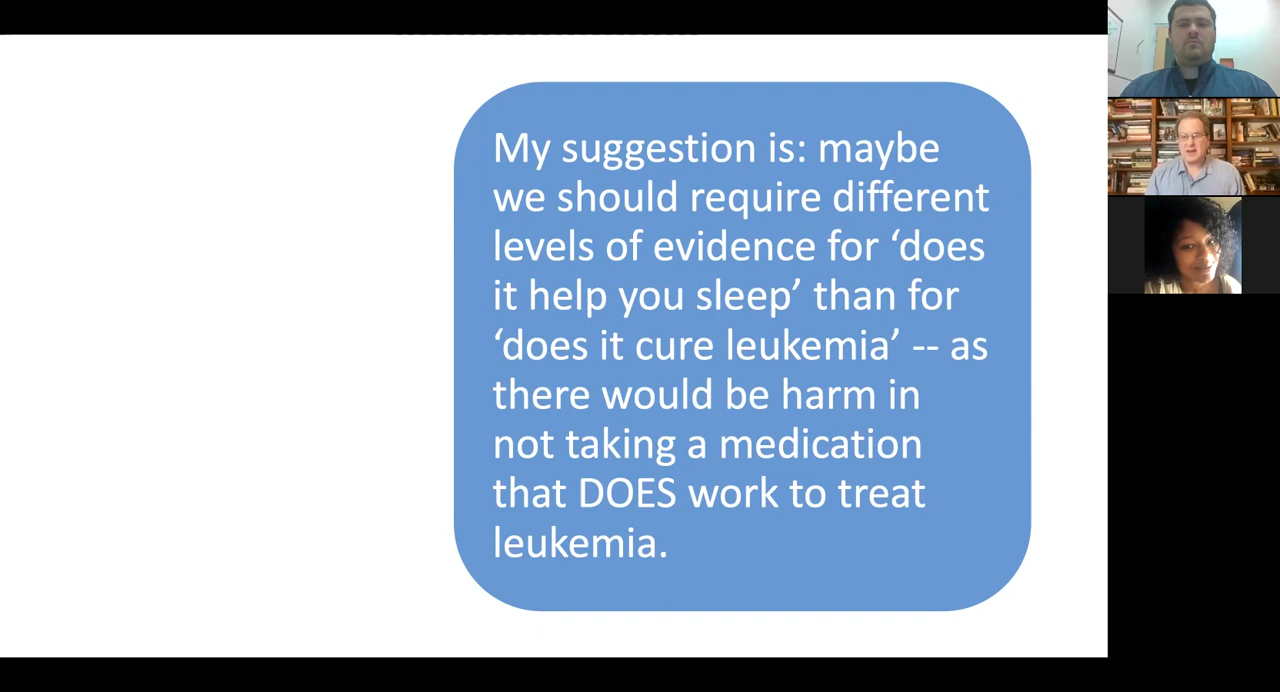 My suggestion is: maybe
we should require different
levels of evidence for ‘does
it help you sleep’ than for
‘does it cure leukemia’ -- as
there would be harm in
not taking a medication
that DOES work to treat
leukemia.